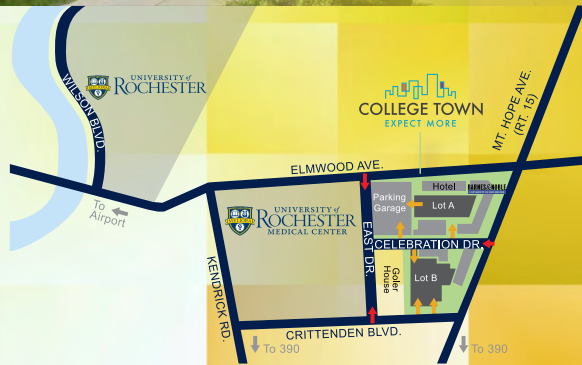 WILSON BLVD.
UNIVERSITY of
ROCHESTER
COLLEGE TOWN
EXPECT MORE
MT. HOPE AVE.
(RT. 15)
ELMWOOD AVE.
To
Airport
Hotel
BARNES & NOBLE
Parking
Garage
Lot A
UNIVERSITY of
ROCHESTER
MEDICAL CENTER
EAST DR.
CELEBRATION DR.
Goler
House
Lot B
KENDRICK RD.
CRITTENDEN BLVD.
To 390
To 390